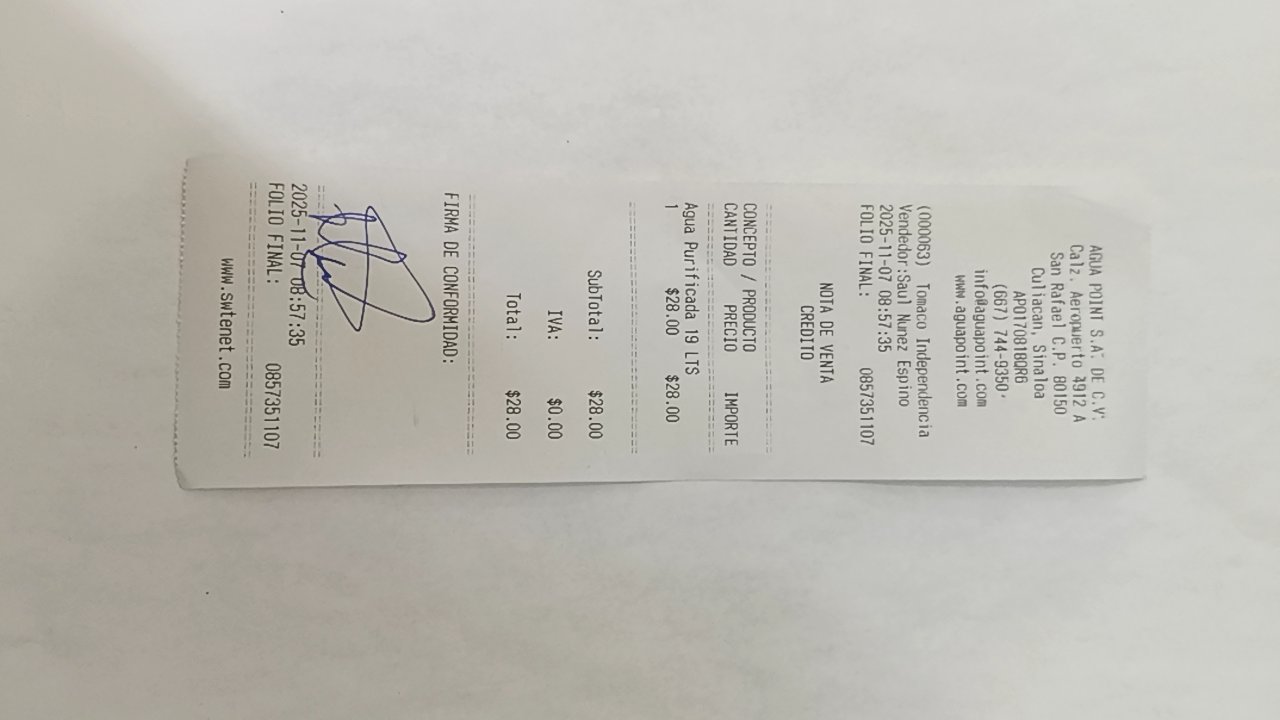 AGUA POINT S.A. DE C.V.
Calz. Aeropuerto 4912 A
San Rafael C.P. 80150
Culiacan, Sinaloa
APO170818QR6
(667) 744-9350.
info@aguapoint.com
www.aguapoint.com
(000063) Tomaco Independencia
Vendedor:Saul Nunez Espino
2025-11-07 08:57:35
FOLIO FINAL: 0857351107
NOTA DE VENTA
CREDITO
CONCEPTO / PRODUCTO
CANTIDAD PRECIO IMPORTE
Agua Purificada 19 LTS
1 $28.00 $28.00
SubTotal: $28.00
IVA: $0.00
Total: $28.00
FIRMA DE CONFORMIDAD:
2025-11-07 08:57:35
FOLIO FINAL: 0857351107
www.swtenet.com